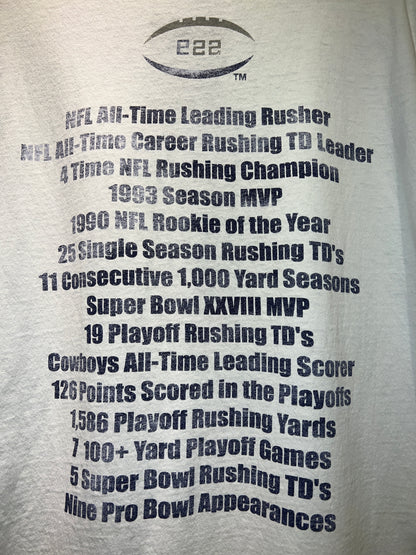 222
TM
NFL All-Time Leading Rusher
NFL All-Time Career Rushing TD Leader
4 Time NFL Rushing Champion
1993 Season MVP
1990 NFL Rookie of the Year
25 Single Season Rushing TD's
11 Consecutive 1,000 Yard Seasons
Super Bowl XXVIII MVP
19 Playoff Rushing TD's
Cowboys All-Time Leading Scorer
126 Points Scored in the Playoffs
1,586 Playoff Rushing Yards
7 100+ Yard Playoff Games
5 Super Bowl Rushing TD's
Nine Pro Bowl Appearances